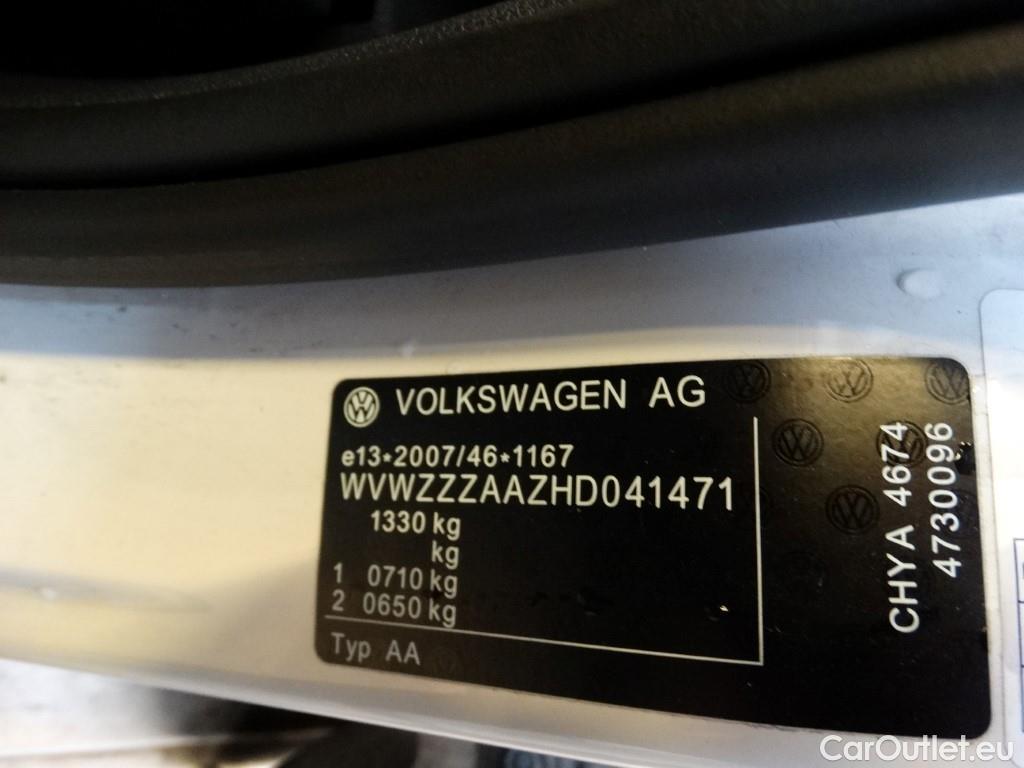 VOLKSWAGEN AG
e13*2007/46*1167
WVWZZZAAZHD041471
1330 kg
kg
1 0710 kg
2 0650 kg
Typ AA
CHYA 4674
4730096
CarOutlet.eu